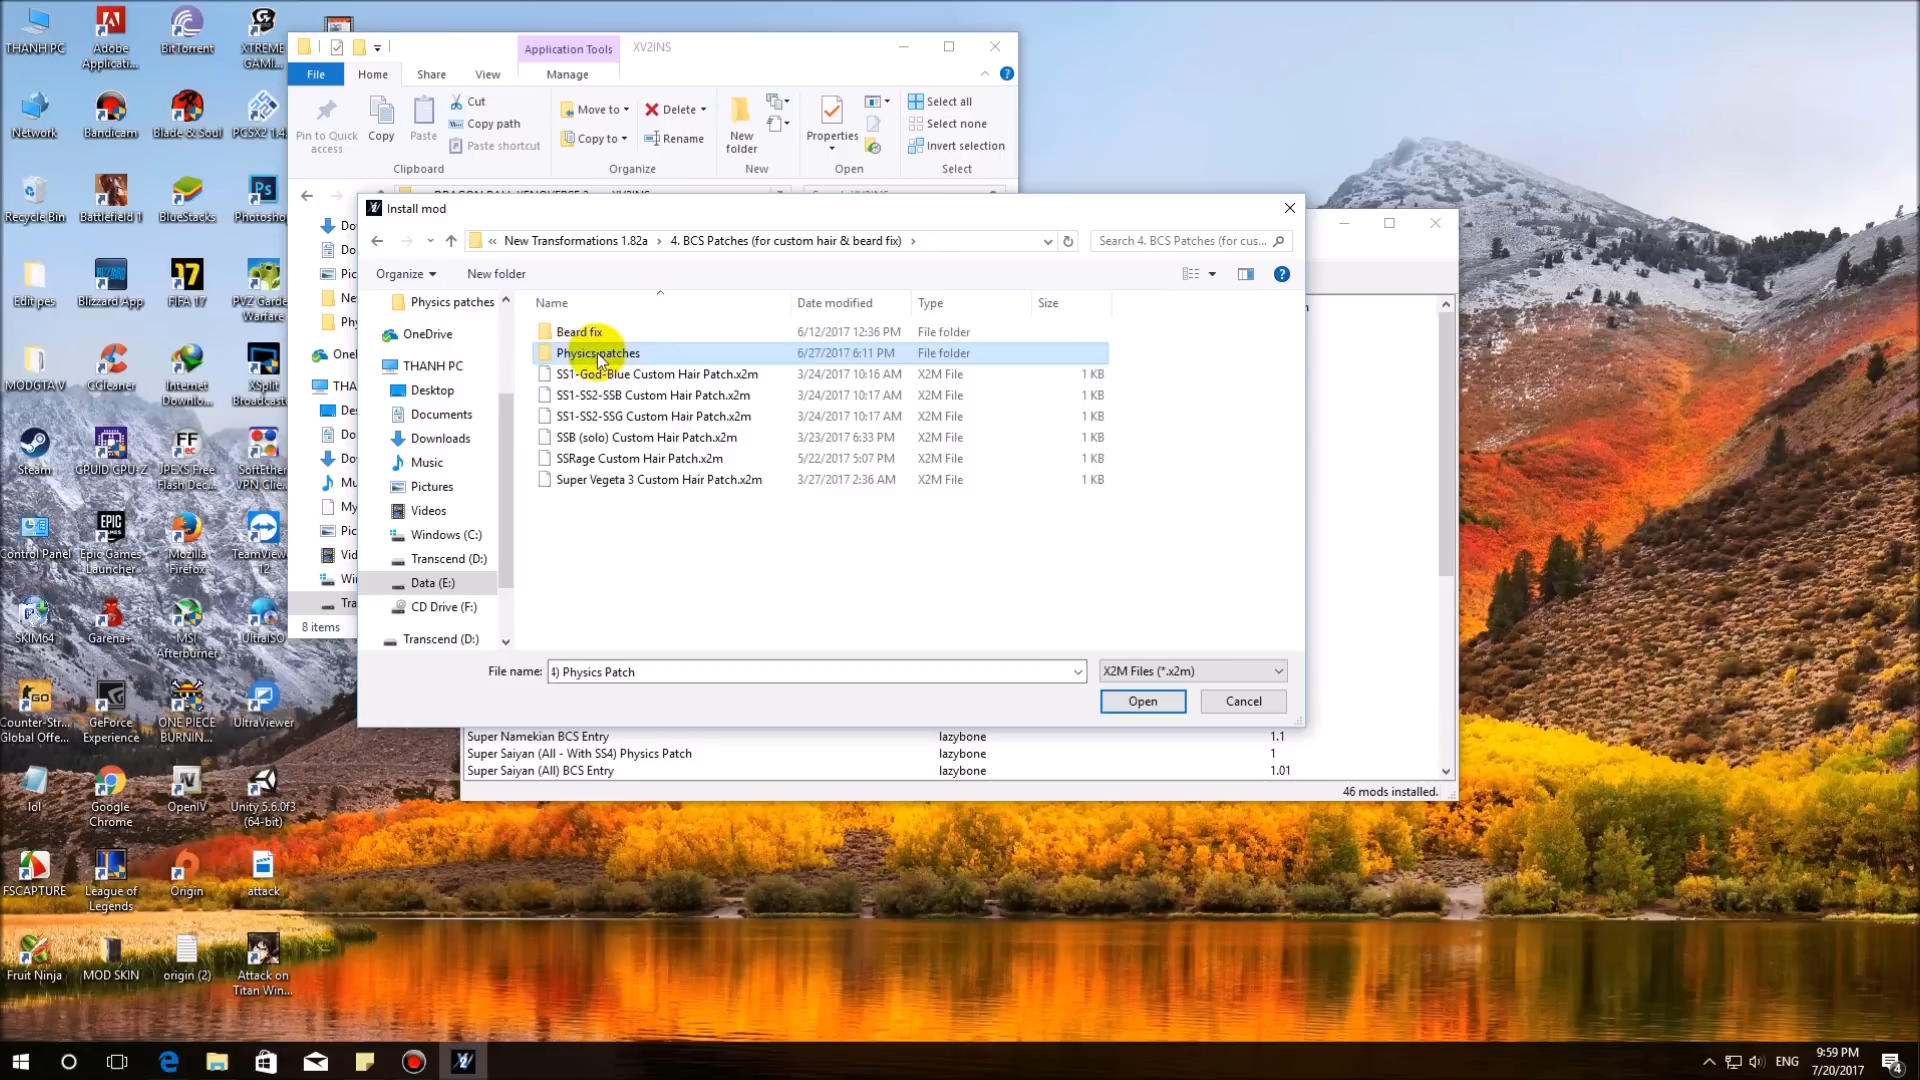 THANH PC
Adobe Applicati...
BitTorrent
XTREME GAMI...
Network
Bandicam
Blade & Soul
PCSX2 1.4.
Recycle Bin
Battlefield 1
BlueStacks
Photosho
Edit pes
Blizzard App
FIFA 17
PVZ Garde Warfare
MODGTA V
CCleaner
Internet Downlo...
XSplit Broadcast
Steam
CPUID CPU-Z
JPEXS Free Flash Dec...
SoftEther VPN Clie...
Control Panel
Epic Games Launcher
Mozilla Firefox
TeamView 12
SKIM64
Garena+
MSI Afterburner
UltraISO
Counter-Str... Global Offe...
GeForce Experience
ONE PIECE BURNIN...
UltraViewer
lol
Google Chrome
OpenIV
Unity 5.6.0f3 (64-bit)
FSCAPTURE
League of Legends
Origin
attack
Fruit Ninja
MOD SKIN
origin (2)
Attack on Titan Win...
Application Tools
XV2INS
File
Home
Share
View
Manage
Pin to Quick access
Copy
Paste
Cut
Copy path
Paste shortcut
Move to
Copy to
Delete
Rename
New folder
Properties
Select all
Select none
Invert selection
Clipboard
Organize
New
Open
Select
8 items
Install mod
« New Transformations 1.82a > 4. BCS Patches (for custom hair & beard fix) >
Search 4. BCS Patches (for cus...
Organize
New folder
Physics patches
OneDrive
THANH PC
Desktop
Documents
Downloads
Music
Pictures
Videos
Windows (C:)
Transcend (D:)
Data (E:)
CD Drive (F:)
Transcend (D:)
Name Date modified Type Size
Beard fix 6/12/2017 12:36 PM File folder
Physics patches 6/27/2017 6:11 PM File folder
SS1-God-Blue Custom Hair Patch.x2m 3/24/2017 10:16 AM X2M File 1 KB
SS1-SS2-SSB Custom Hair Patch.x2m 3/24/2017 10:17 AM X2M File 1 KB
SS1-SS2-SSG Custom Hair Patch.x2m 3/24/2017 10:17 AM X2M File 1 KB
SSB (solo) Custom Hair Patch.x2m 3/23/2017 6:33 PM X2M File 1 KB
SSRage Custom Hair Patch.x2m 5/22/2017 5:07 PM X2M File 1 KB
Super Vegeta 3 Custom Hair Patch.x2m 3/27/2017 2:36 AM X2M File 1 KB
File name: 4) Physics Patch
X2M Files (*.x2m)
Open
Cancel
Super Namekian BCS Entry lazybone 1.1
Super Saiyan (All - With SS4) Physics Patch lazybone 1
Super Saiyan (All) BCS Entry lazybone 1.01
46 mods installed.
ENG
9:59 PM
7/20/2017
4